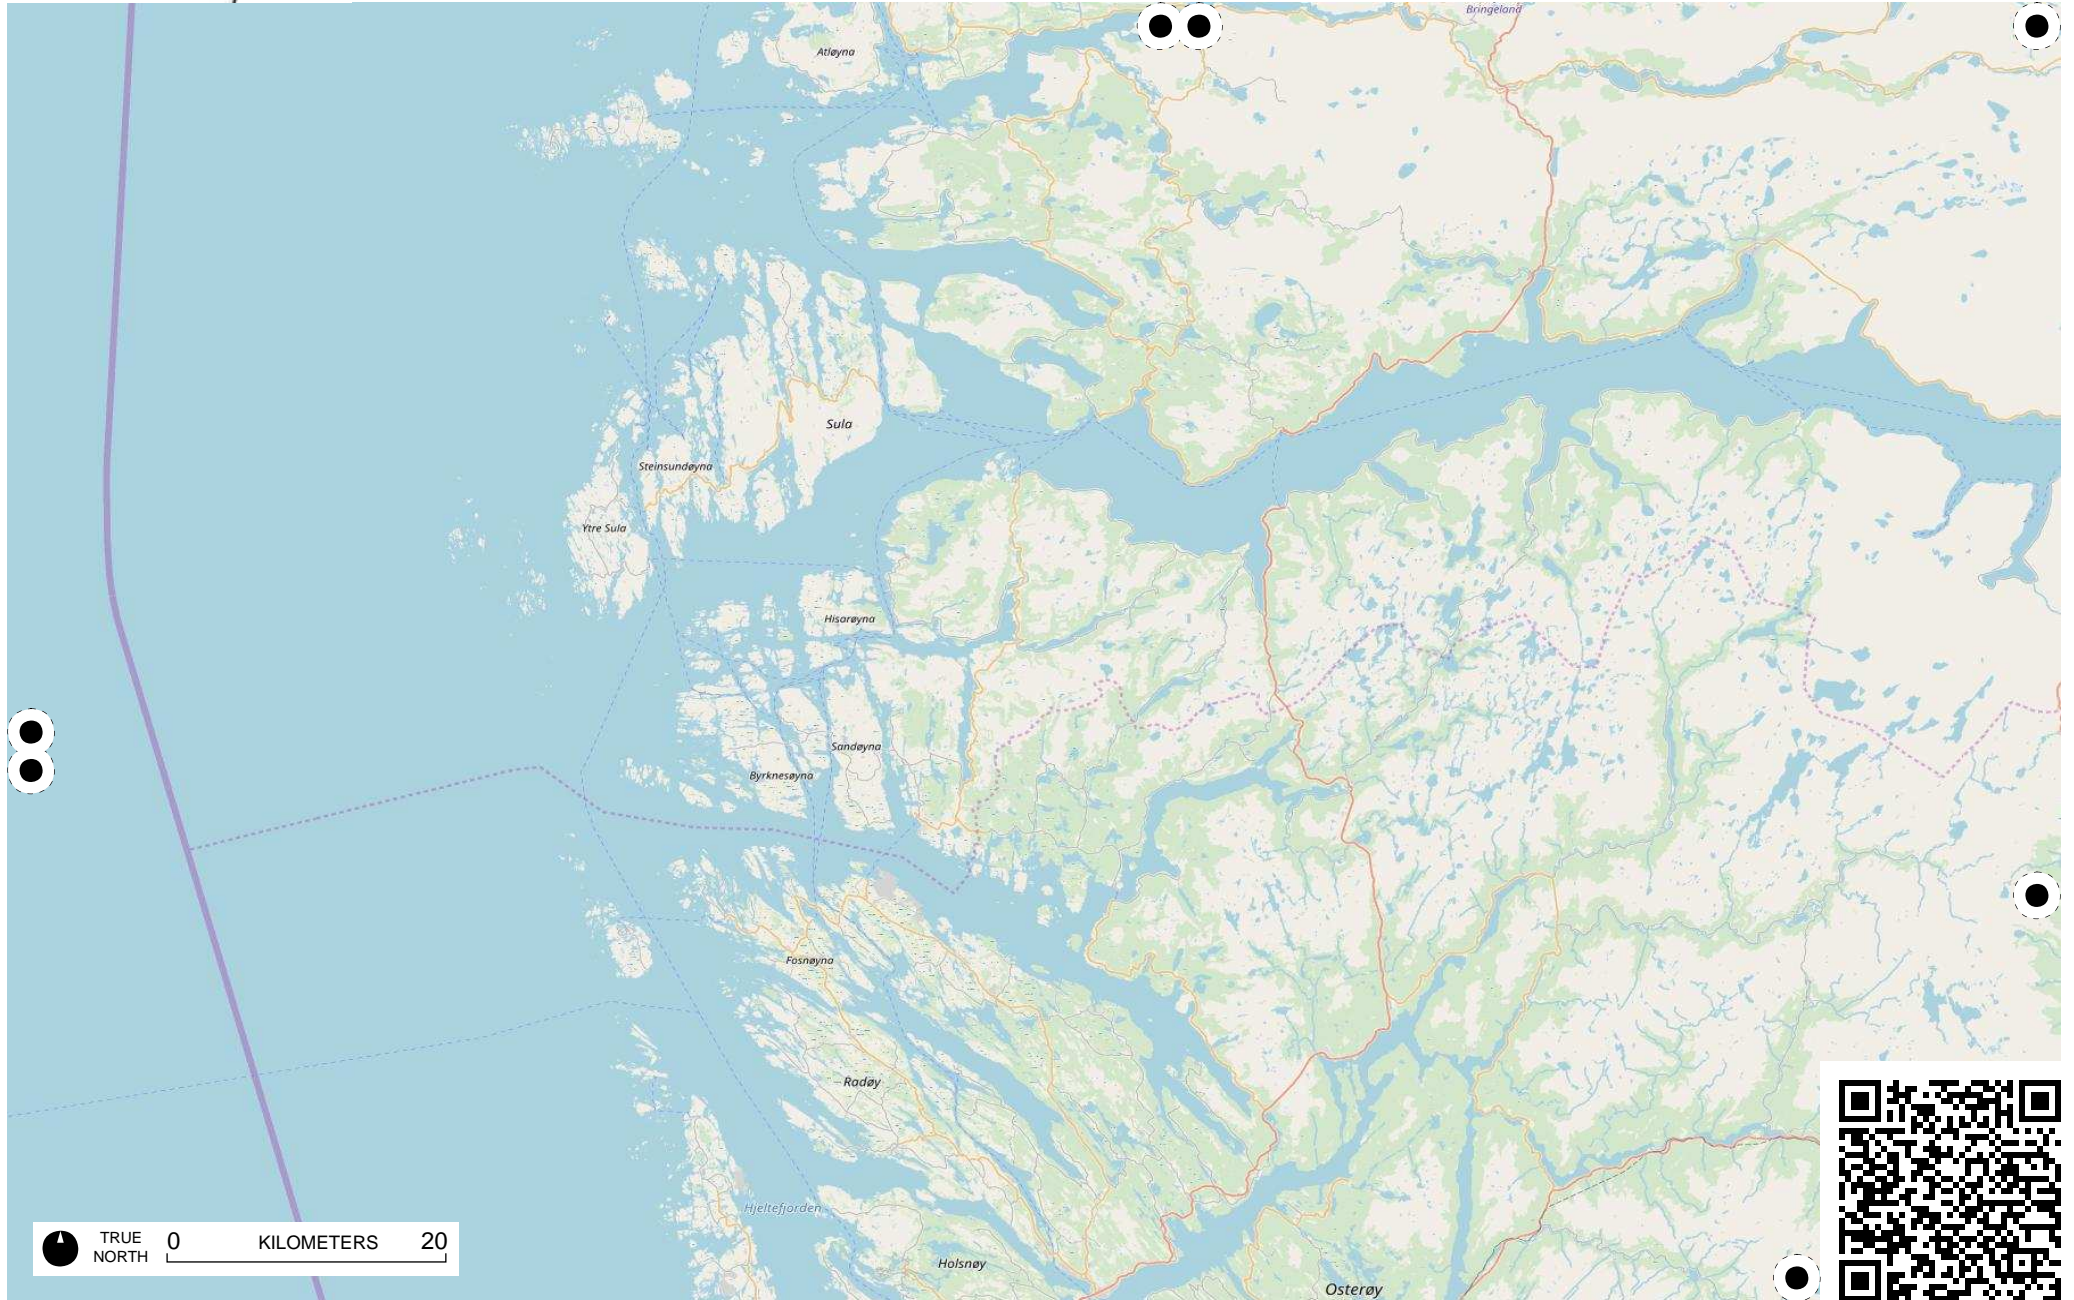 Bringeland
Atløyna
Sula
Steinsundøyna
Ytre Sula
Hisarøyna
Sandøyna
Byrknesøyna
Fosnøyna
Radøy
Hjeltefjorden
TRUE
NORTH
0 KILOMETERS 20
Holsnøy
Osterøy